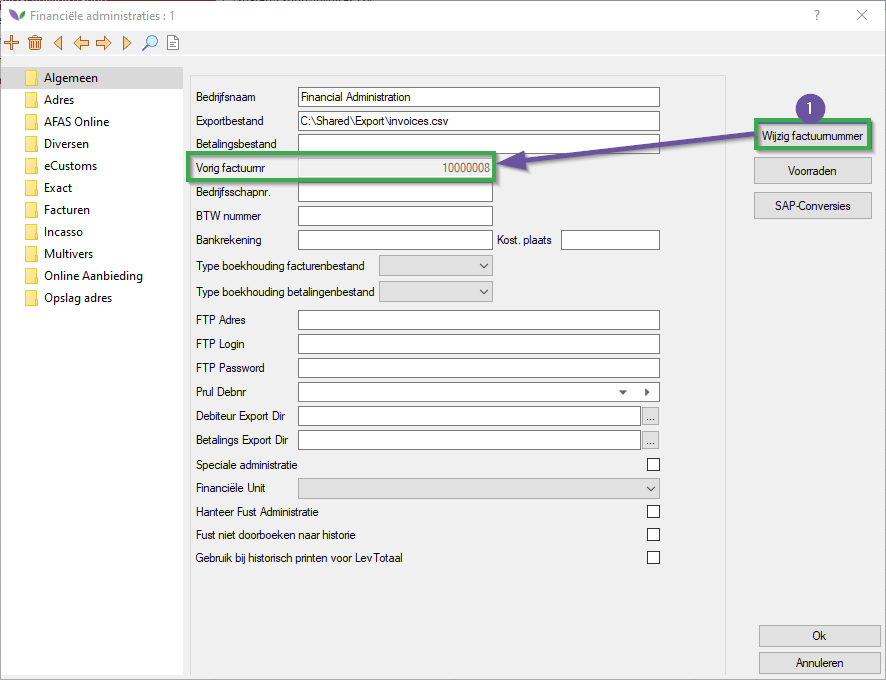 Financiële administraties : 1
?
Algemeen
Adres
AFAS Online
Diversen
eCustoms
Exact
Facturen
Incasso
Multivers
Online Aanbieding
Opslag adres
Bedrijfsnaam Financial Administration
Exportbestand C:\Shared\Export\invoices.csv
Betalingsbestand
Vorig factuurnr 10000008
Bedrijfsschapnr.
BTW nummer
Bankrekening Kost. plaats
Type boekhouding facturenbestand
Type boekhouding betalingenbestand
FTP Adres
FTP Login
FTP Password
Prul Debnr
Debiteur Export Dir ...
Betalings Export Dir ...
Speciale administratie
Financiële Unit
Hanteer Fust Administratie
Fust niet doorboeken naar historie
Gebruik bij historisch printen voor LevTotaal
1
Wijzig factuurnummer
Voorraden
SAP-Conversies
Ok
Annuleren